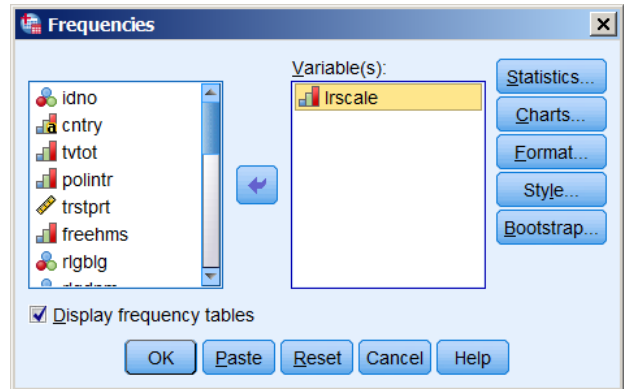 Frequencies
Variable(s):
idno
cntry
tvtot
polintr
trstprt
freehms
rlgblg
lrscale
Statistics...
Charts...
Format...
Style...
Bootstrap...
Display frequency tables
OK Paste Reset Cancel Help